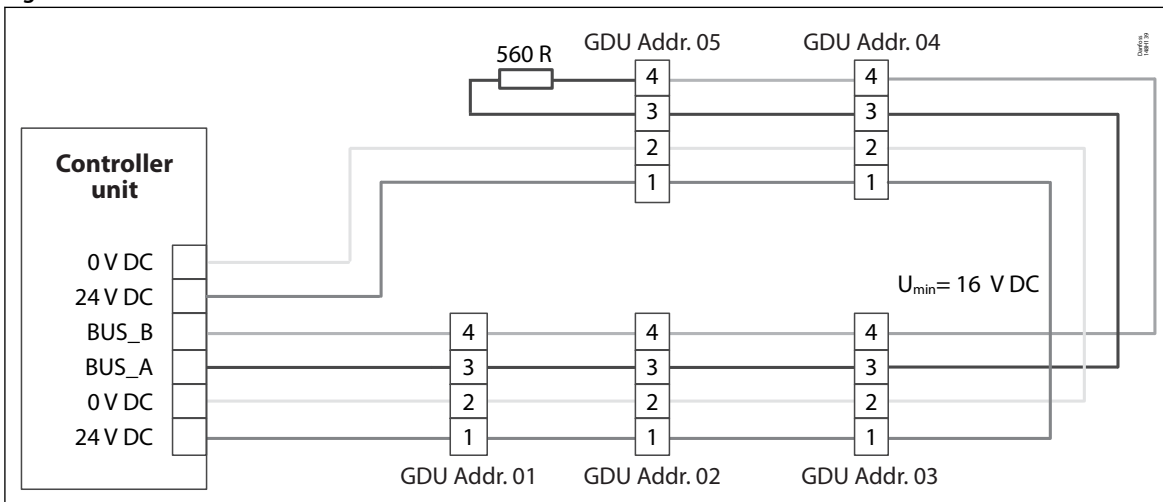 560 R
GDU Addr. 05
GDU Addr. 04
Danfoss
148H139
4
4
3
3
2
2
1
1
Controller
unit
0 V DC
24 V DC
BUS_B
BUS_A
0 V DC
24 V DC
Umin= 16 V DC
4
4
4
3
3
3
2
2
2
1
1
1
GDU Addr. 01
GDU Addr. 02
GDU Addr. 03